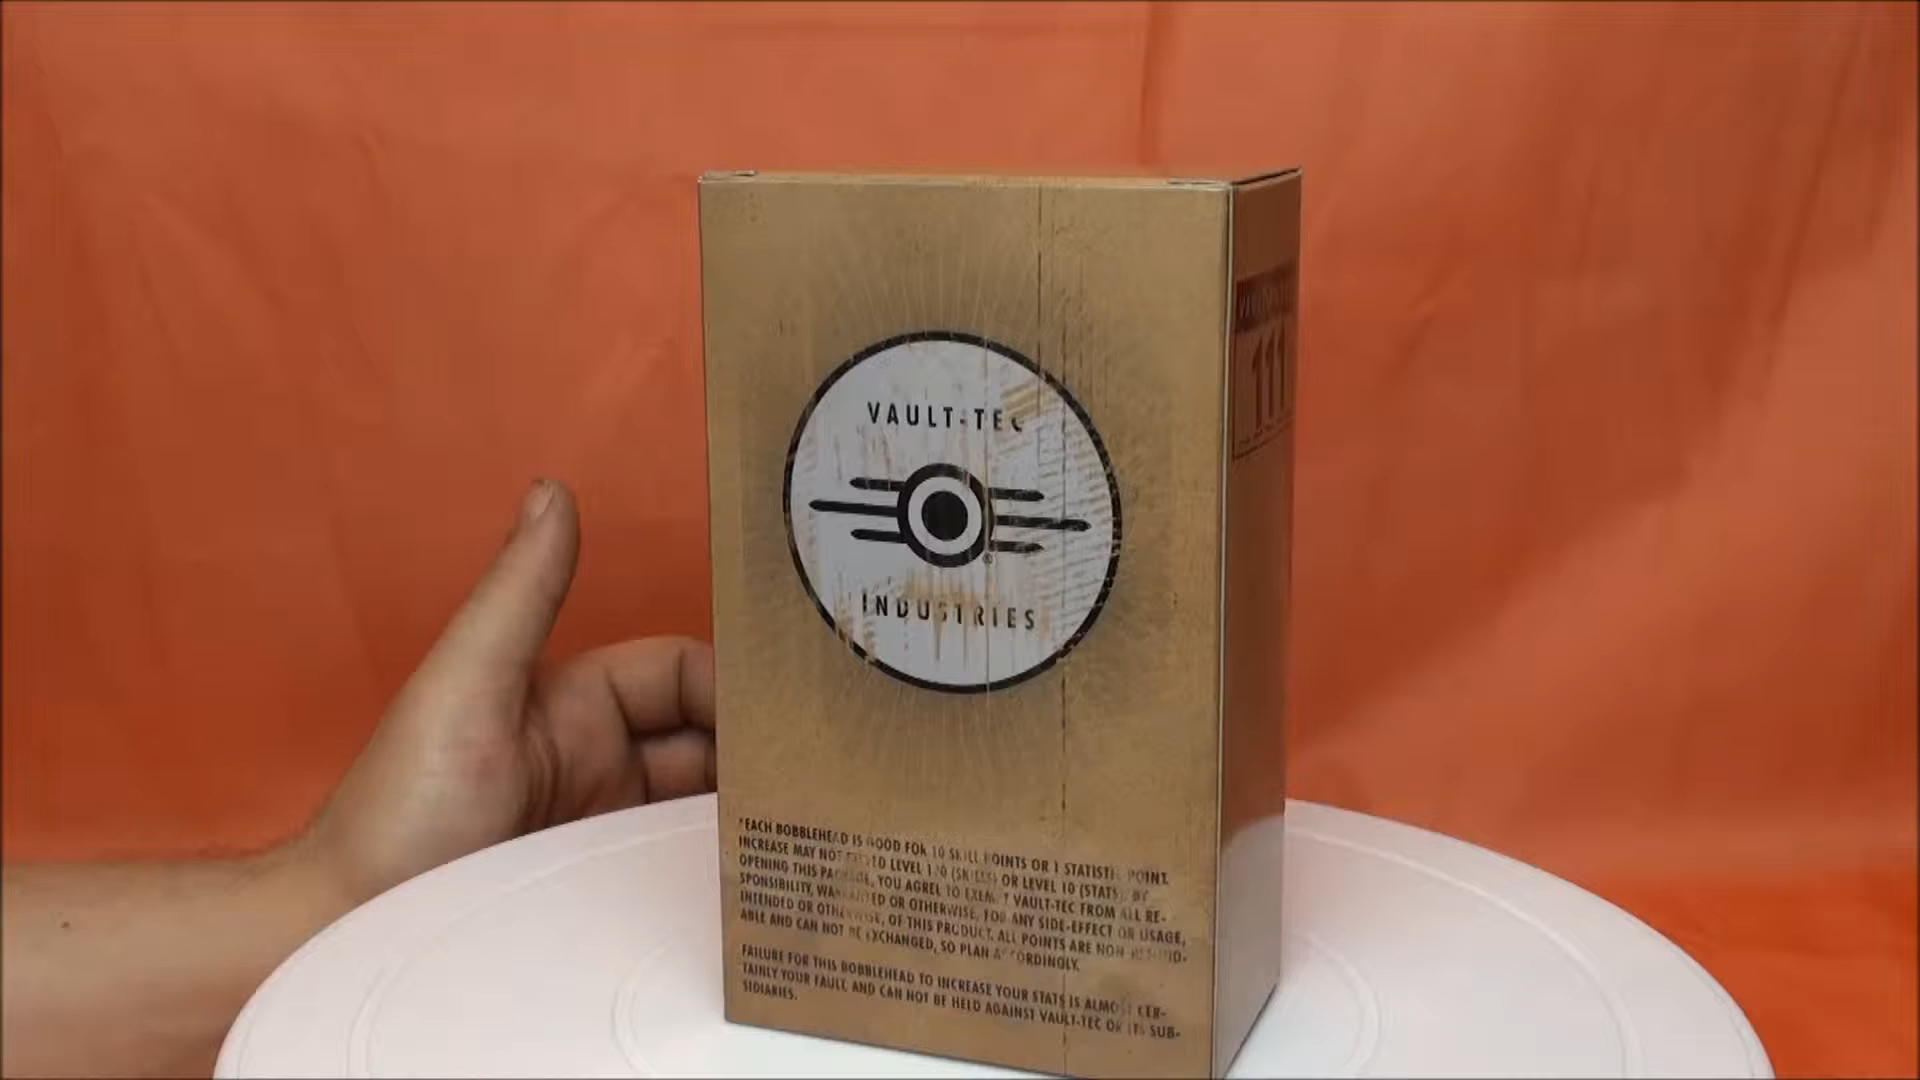 VAULT-TEC
®
INDUSTRIES
*EACH BOBBLEHEAD IS GOOD FOR 10 SKILL POINTS OR 1 STATISTIC POINT.
INCREASE MAY NOT LEVEL (SKILLS) OR LEVEL 10 (STATS). BY
OPENING THIS PACKAGE, YOU AGREE TO EXEMPT VAULT-TEC FROM ALL RE-
SPONSIBILITY, WARRANTED OR OTHERWISE, FOR ANY SIDE-EFFECT OR USAGE,
INTENDED OR OTHERWISE, OF THIS PRODUCT. ALL POINTS ARE NON-REFUND-
ABLE AND CAN NOT BE EXCHANGED, SO PLAN ACCORDINGLY.
FAILURE FOR THIS BOBBLEHEAD TO INCREASE YOUR STATS IS ALMOST CER-
TAINLY YOUR FAULT, AND CAN NOT BE HELD AGAINST VAULT-TEC OR ITS SUB-
SIDIARIES.
111